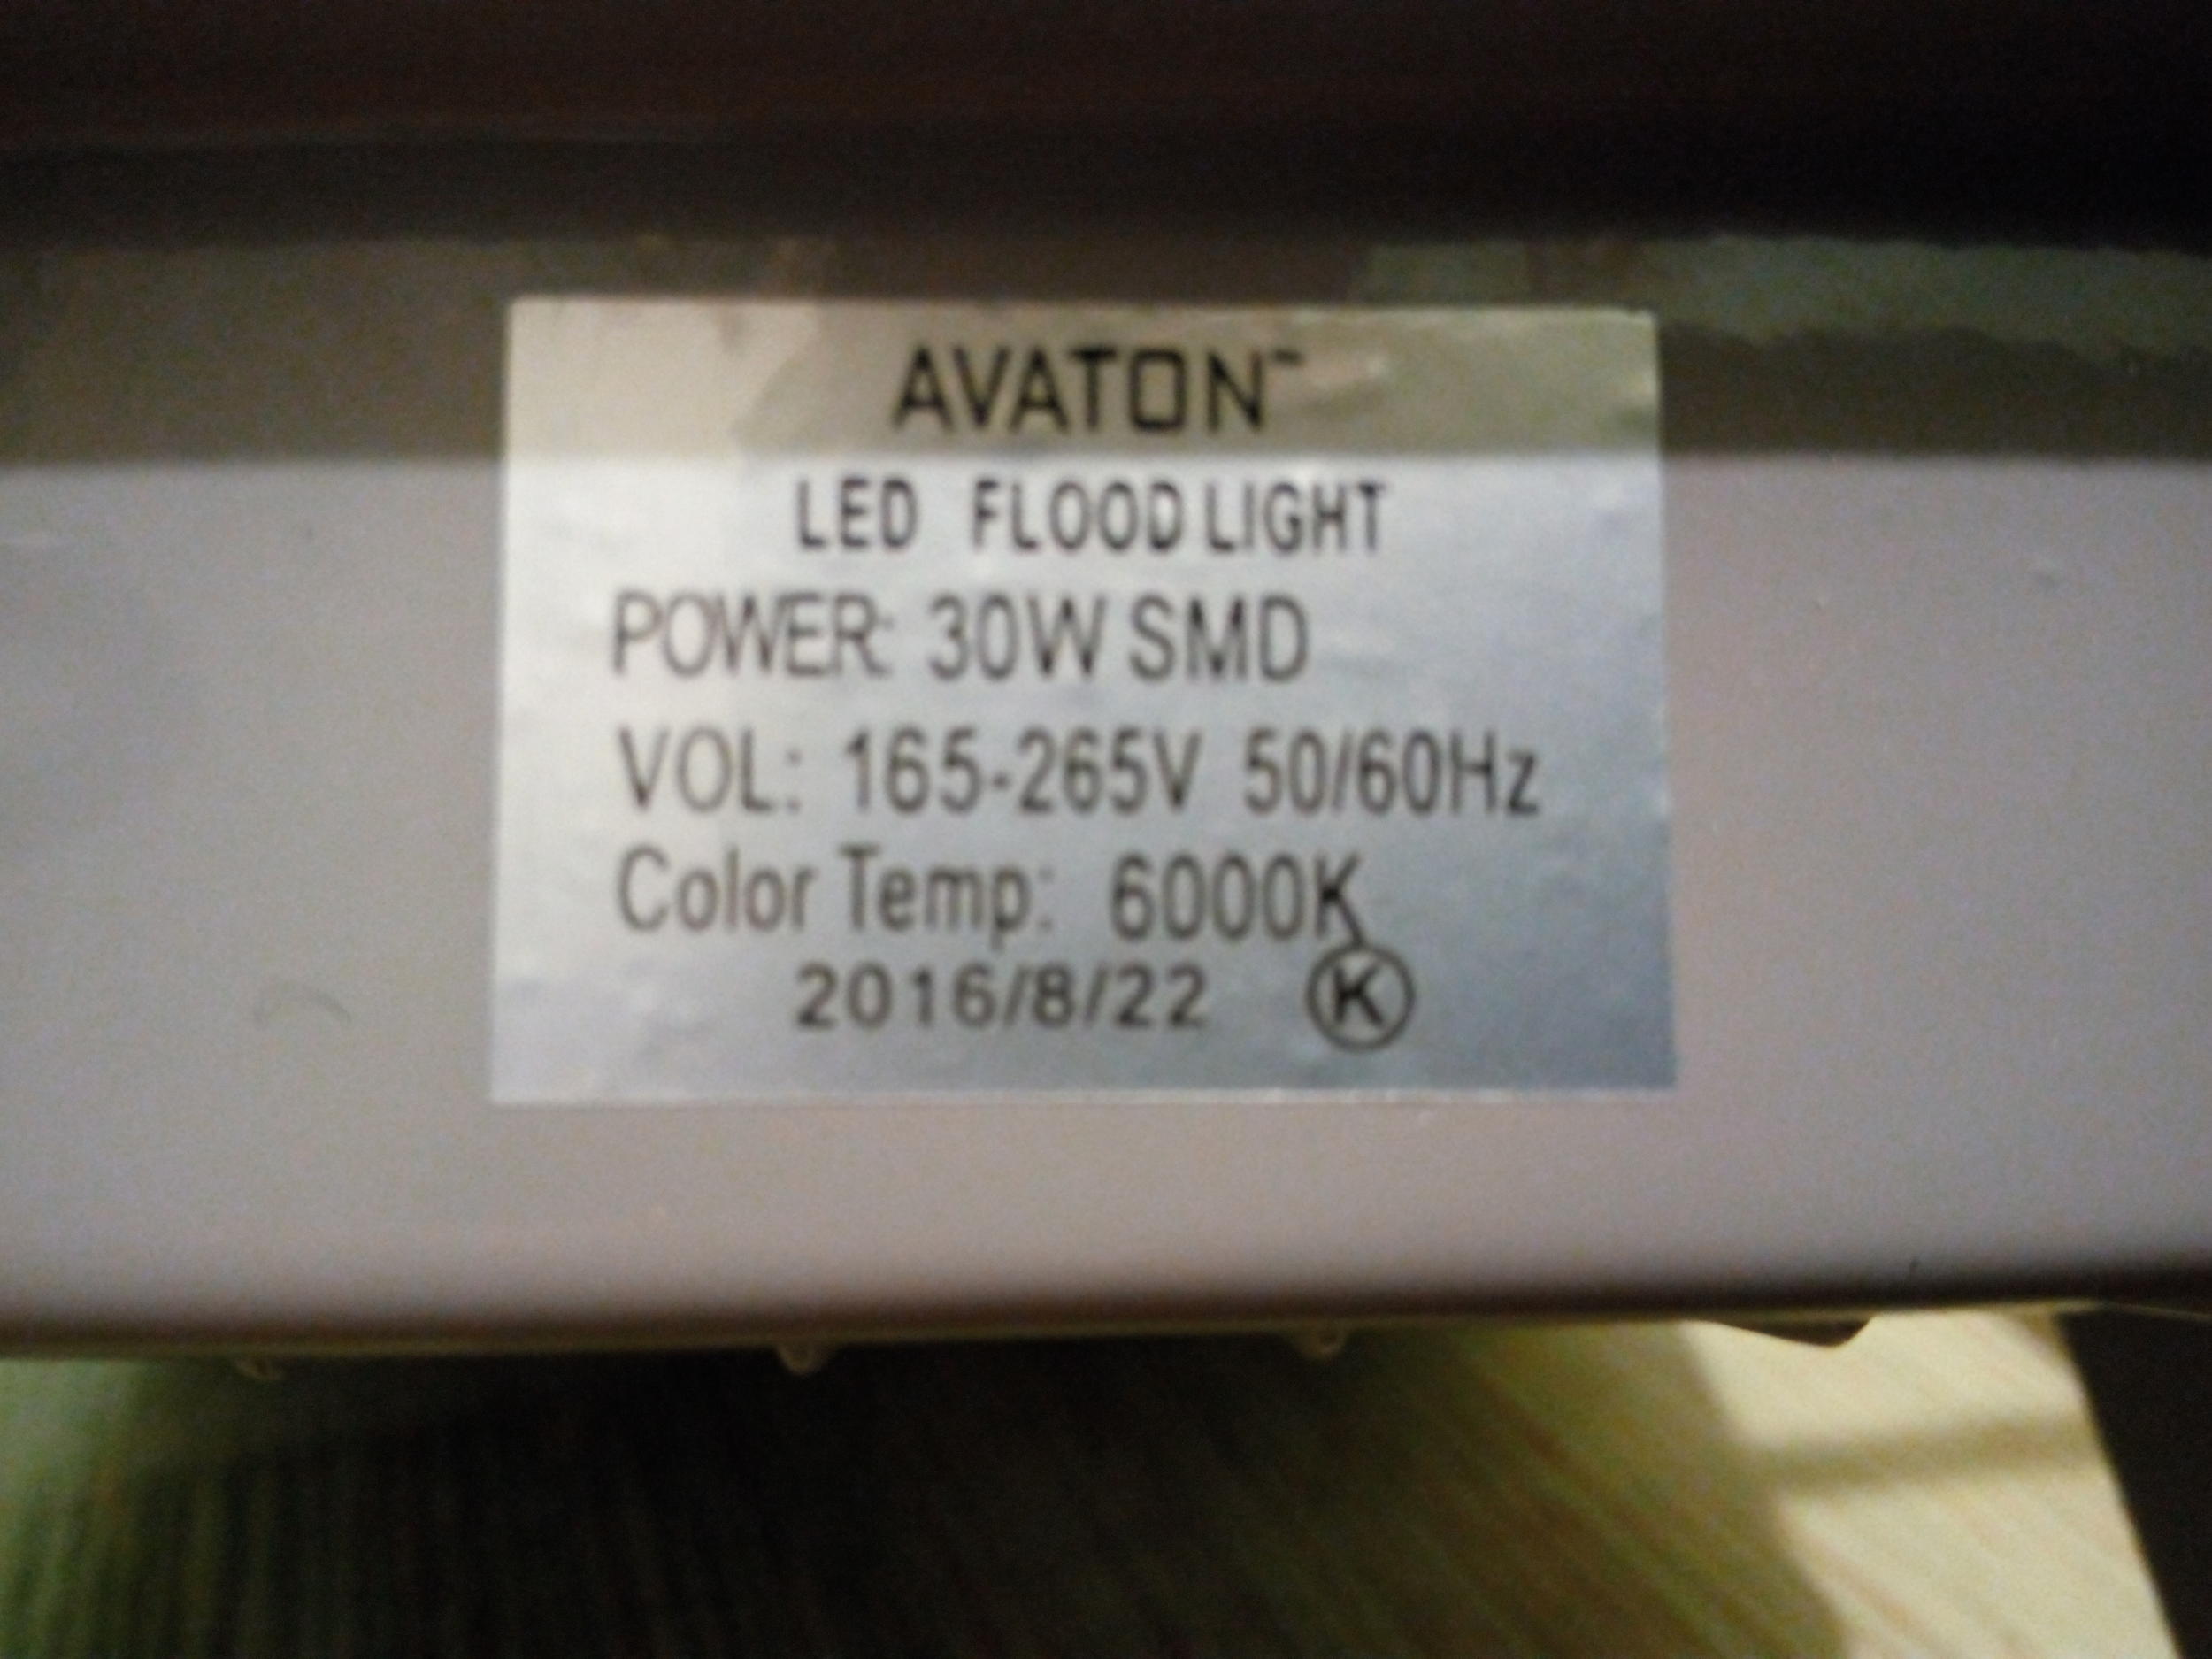 AVATON™
LED FLOOD LIGHT
POWER: 30W SMD
VOL: 165-265V 50/60Hz
Color Temp: 6000K
2016/8/22 K